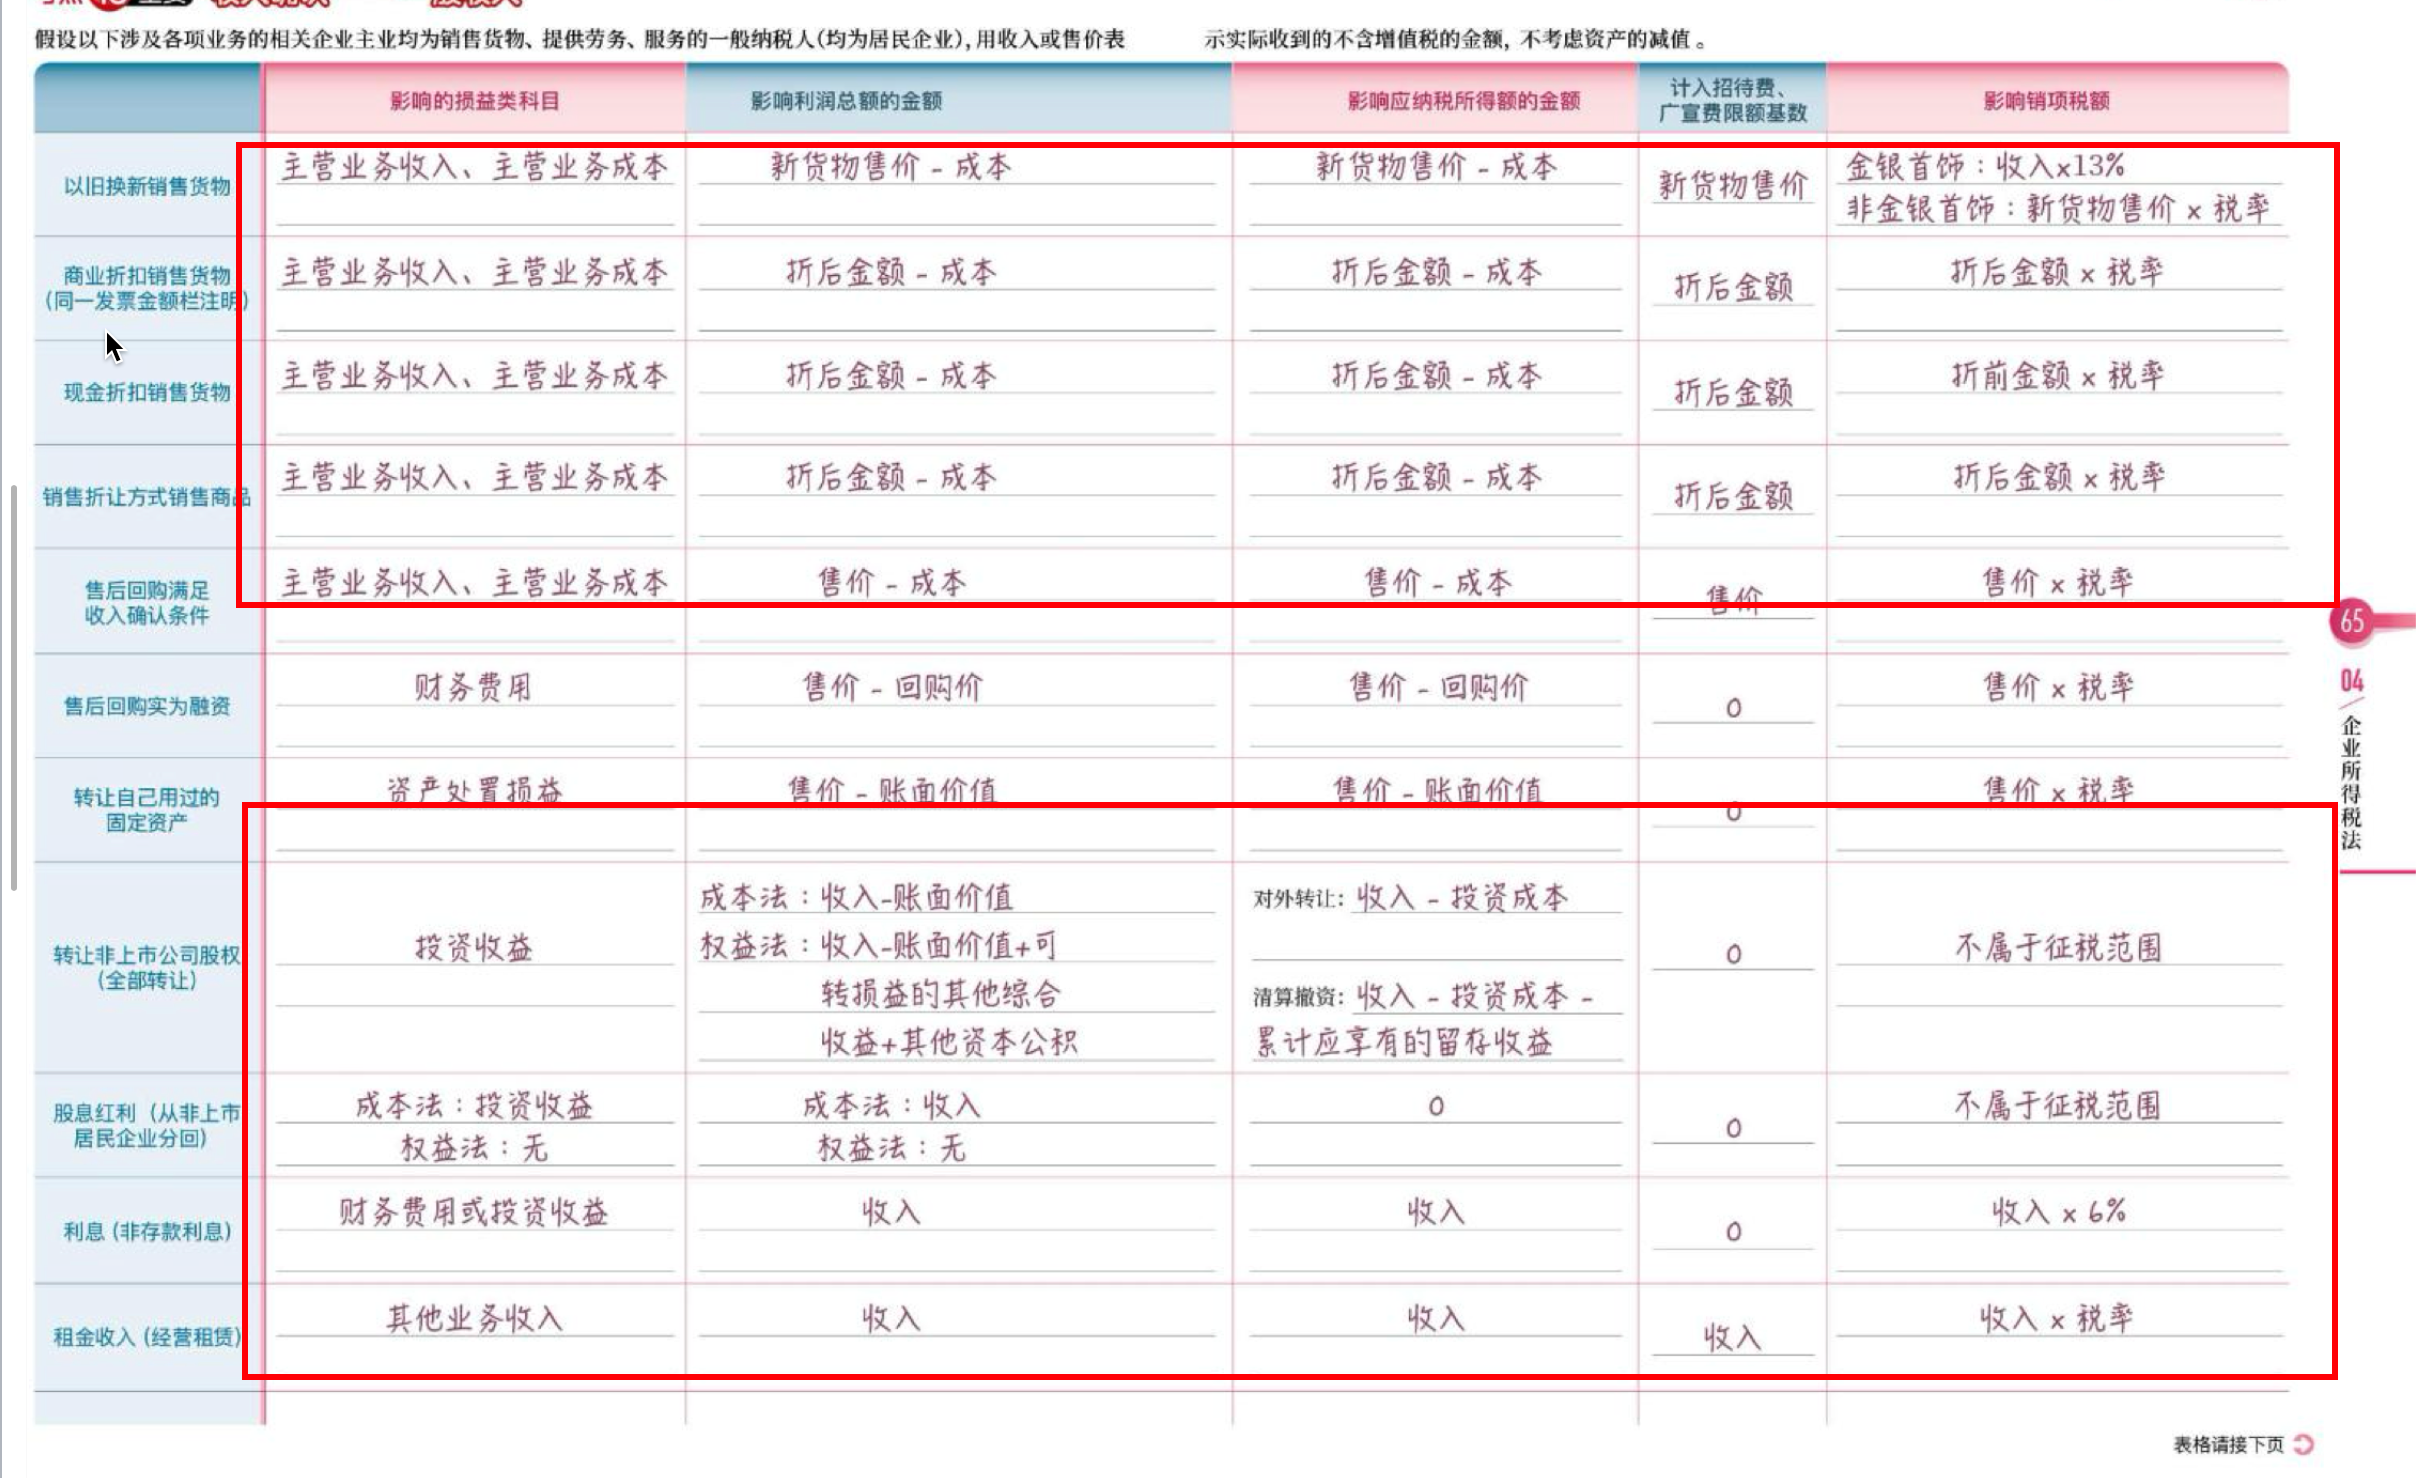 假设以下涉及各项业务的相关企业主业均为销售货物、提供劳务、服务的一般纳税人(均为居民企业),用收入或售价表 示实际收到的不含增值税的金额, 不考虑资产的减值。
影响的损益类科目
影响利润总额的金额
影响应纳税所得额的金额
计入招待费、
广宣费限额基数
影响销项税额
以旧换新销售货物
主营业务收入、主营业务成本
新货物售价-成本
新货物售价-成本
新货物售价
金银首饰:收入×13%
非金银首饰:新货物售价×税率
商业折扣销售货物
(同一发票金额栏注明)
主营业务收入、主营业务成本
折后金额-成本
折后金额-成本
折后金额
折后金额×税率
现金折扣销售货物
主营业务收入、主营业务成本
折后金额-成本
折后金额-成本
折后金额
折前金额×税率
销售折让方式销售商品
主营业务收入、主营业务成本
折后金额-成本
折后金额-成本
折后金额
折后金额×税率
售后回购满足
收入确认条件
主营业务收入、主营业务成本
售价-成本
售价-成本
售价
售价×税率
售后回购实为融资
财务费用
售价-回购价
售价-回购价
0
售价×税率
转让自己用过的
固定资产
资产处置损益
售价-账面价值
售价-账面价值
0
售价×税率
转让非上市公司股权
(全部转让)
投资收益
成本法:收入-账面价值
权益法:收入-账面价值+可
转损益的其他综合
收益+其他资本公积
对外转让: 收入-投资成本
清算撤资: 收入-投资成本-
累计应享有的留存收益
0
不属于征税范围
股息红利(从非上市
居民企业分回)
成本法:投资收益
权益法:无
成本法:收入
权益法:无
0
0
不属于征税范围
利息(非存款利息)
财务费用或投资收益
收入
收入
0
收入×6%
租金收入(经营租赁)
其他业务收入
收入
收入
收入
收入×税率
65
04
企业所得税法
表格请接下页